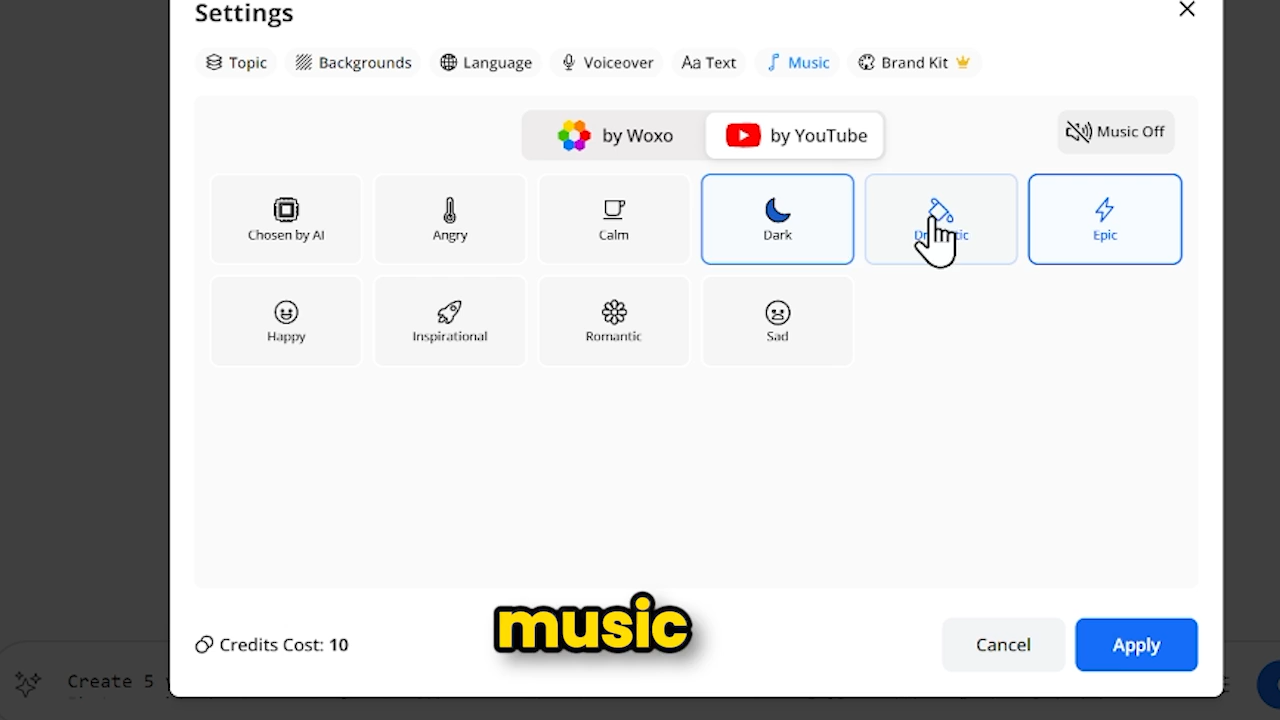 Settings
Topic
Backgrounds
Language
Voiceover
Aa Text
Music
Brand Kit
by Woxo
by YouTube
Music Off
Chosen by AI
Angry
Calm
Dark
Epic
Happy
Inspirational
Romantic
Sad
music
Credits Cost: 10
Cancel
Apply
Create 5